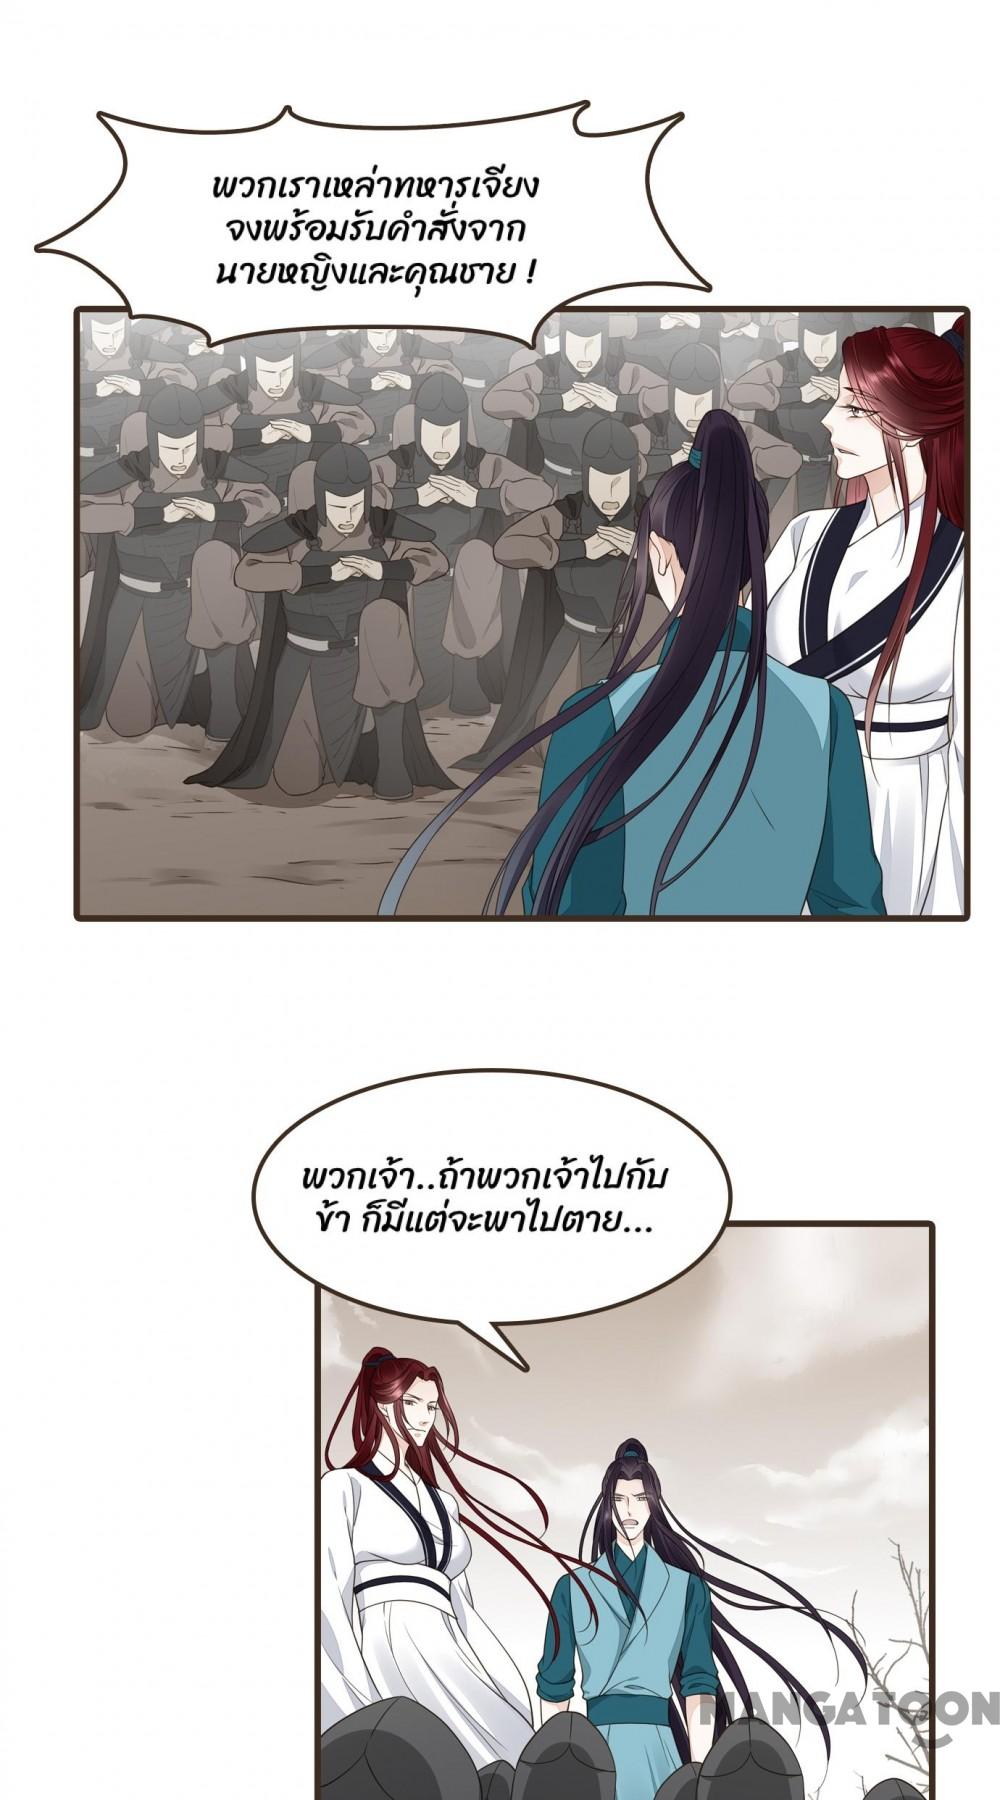 พวกเราเหล่าทหารเจียง
จงพร้อมรับคำสั่งจาก
นายหญิงและคุณชาย !
พวกเจ้า..ถ้าพวกเจ้าไปกับ
ข้า ก็มีแต่จะพาไปตาย...
MANGATOON